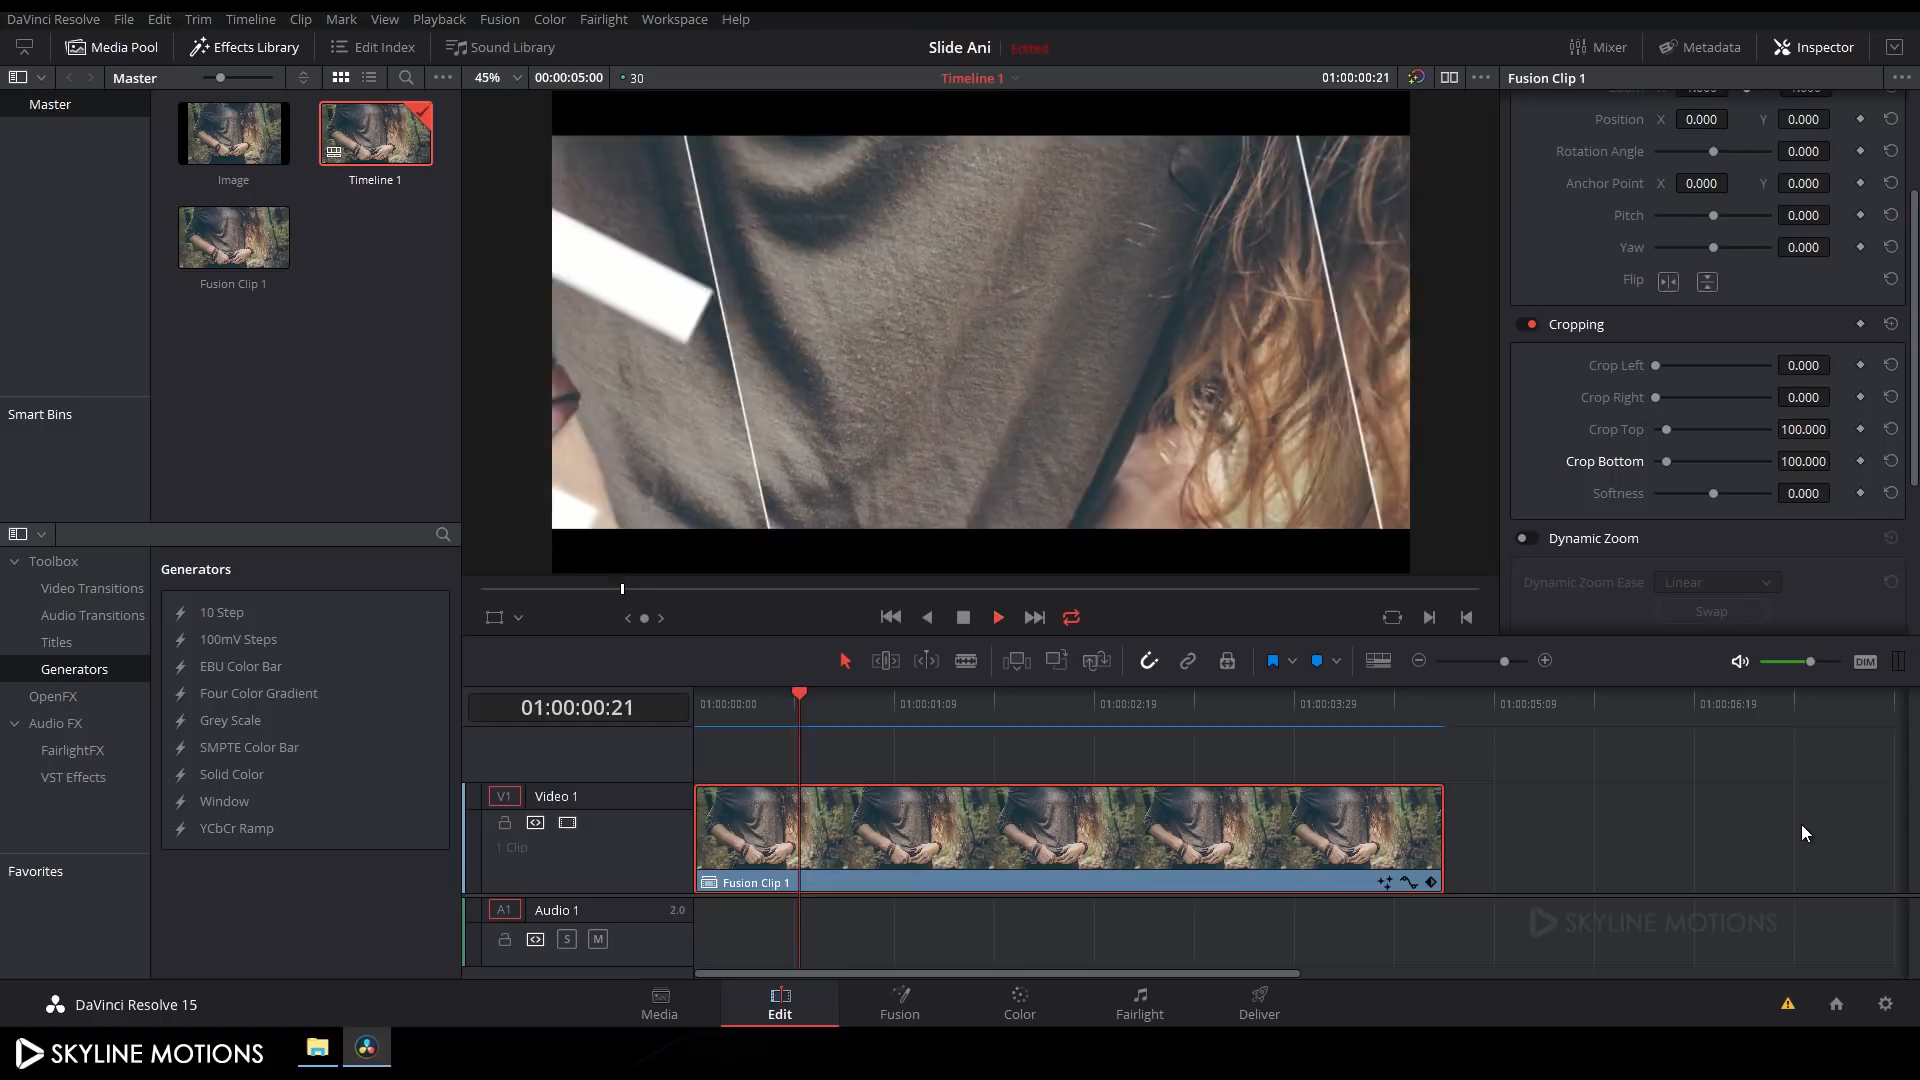 DaVinci Resolve File Edit Trim Timeline Clip Mark View Playback Fusion Color Fairlight Workspace Help
Media Pool Effects Library Edit Index Sound Library Slide Ani Edited Mixer Metadata Inspector
Master 45% 00:00:05:00 30 Timeline 1 01:00:00:21 Fusion Clip 1
Master
Image
Timeline 1
Fusion Clip 1
Smart Bins
Position X 0.000 Y 0.000
Rotation Angle 0.000
Anchor Point X 0.000 Y 0.000
Pitch 0.000
Yaw 0.000
Flip
Cropping
Crop Left 0.000
Crop Right 0.000
Crop Top 100.000
Crop Bottom 100.000
Softness 0.000
Dynamic Zoom
Dynamic Zoom Ease Linear
Swap
Toolbox
Video Transitions
Audio Transitions
Titles
Generators
OpenFX
Audio FX
FairlightFX
VST Effects
Favorites
Generators
10 Step
100mV Steps
EBU Color Bar
Four Color Gradient
Grey Scale
SMPTE Color Bar
Solid Color
Window
YCbCr Ramp
DIM
01:00:00:21 01:00:00:00 01:00:01:09 01:00:02:19 01:00:03:29 01:00:05:09 01:00:06:19
V1 Video 1
1 Clip
Fusion Clip 1
A1 Audio 1 2.0
S M
SKYLINE MOTIONS
DaVinci Resolve 15
Media Edit Fusion Color Fairlight Deliver
SKYLINE MOTIONS